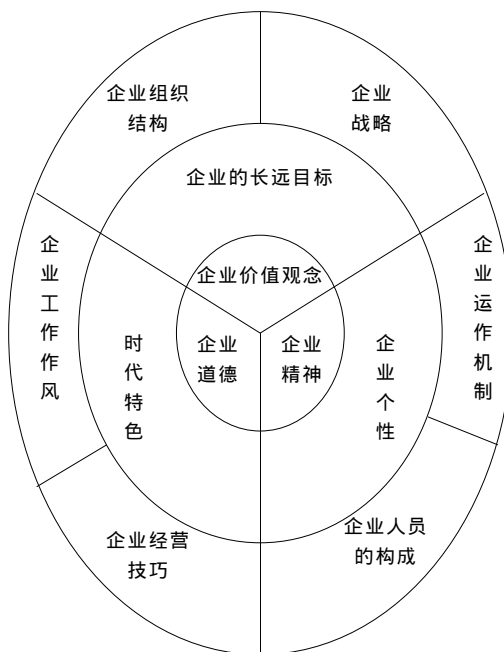 企业组织
结构
企业
战略
企业的长远目标
企业工作作风
企业运作机制
企业价值观念
企业
道德
企业
精神
时代特色
企业个性
企业经营
技巧
企业人员
的构成